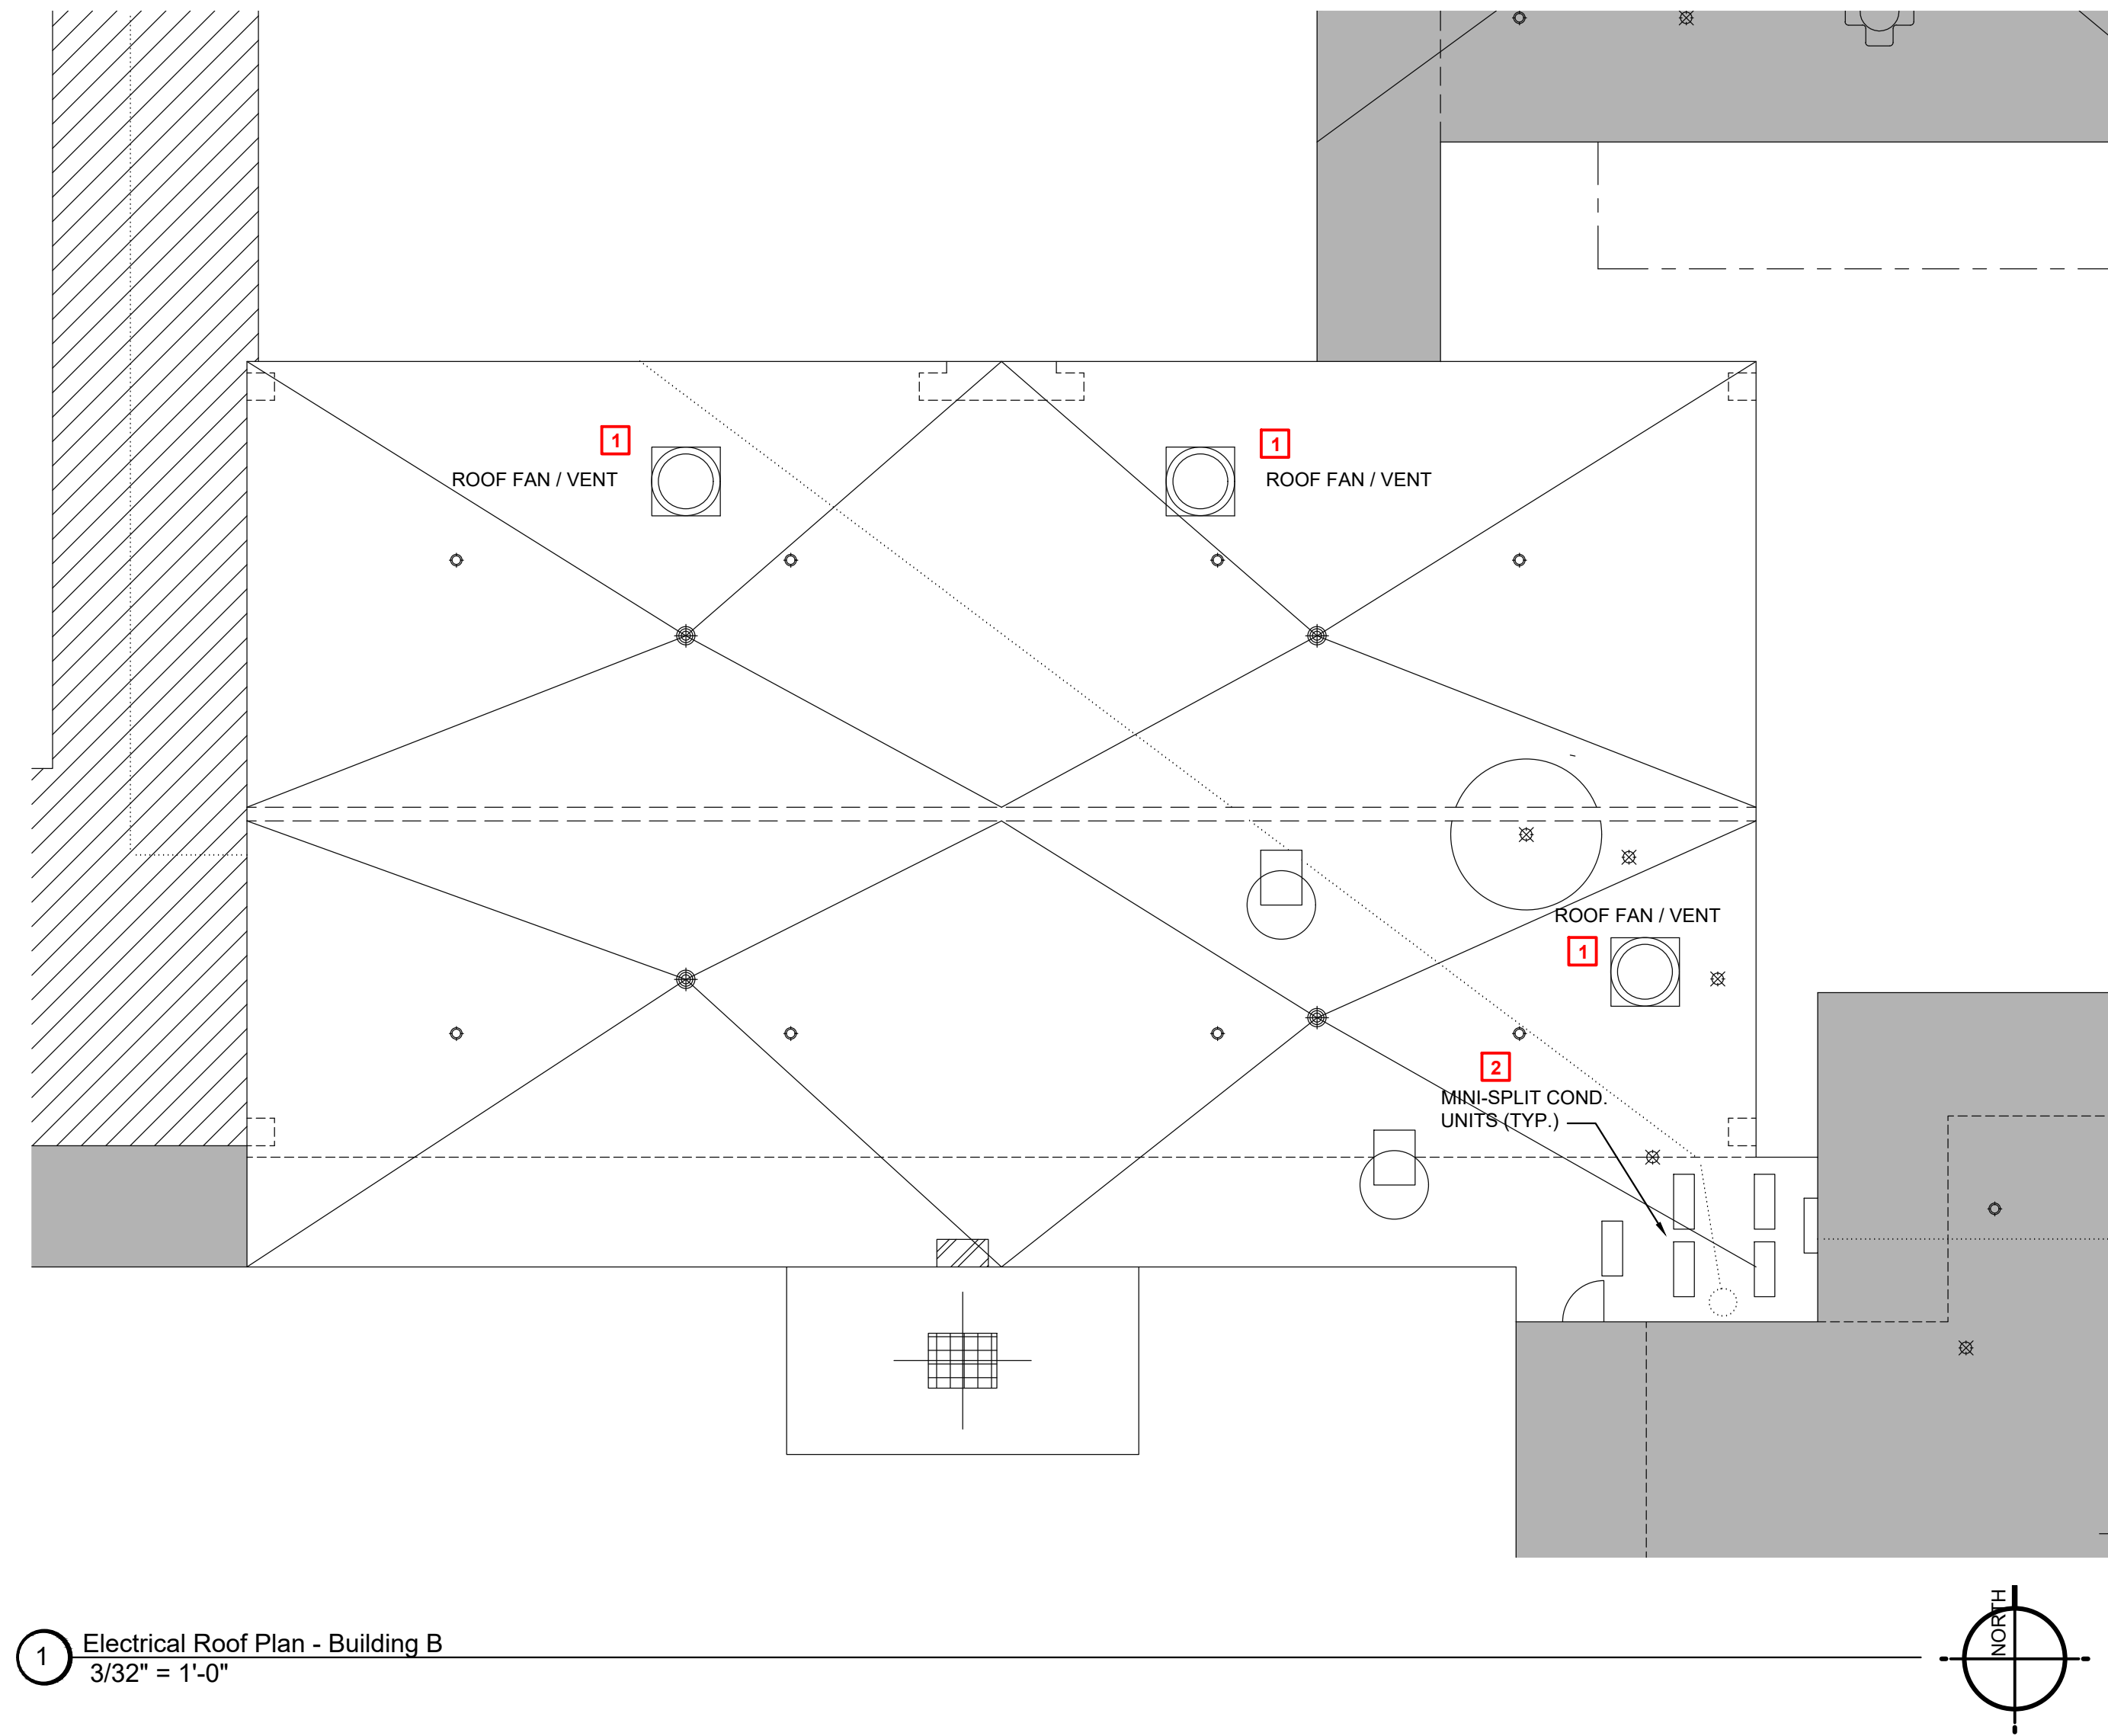 1
1
ROOF FAN / VENT
ROOF FAN / VENT
ROOF FAN / VENT
1
2
MINI-SPLIT COND.
UNITS (TYP.)
1
Electrical Roof Plan - Building B
3/32" = 1'-0"
NORTH